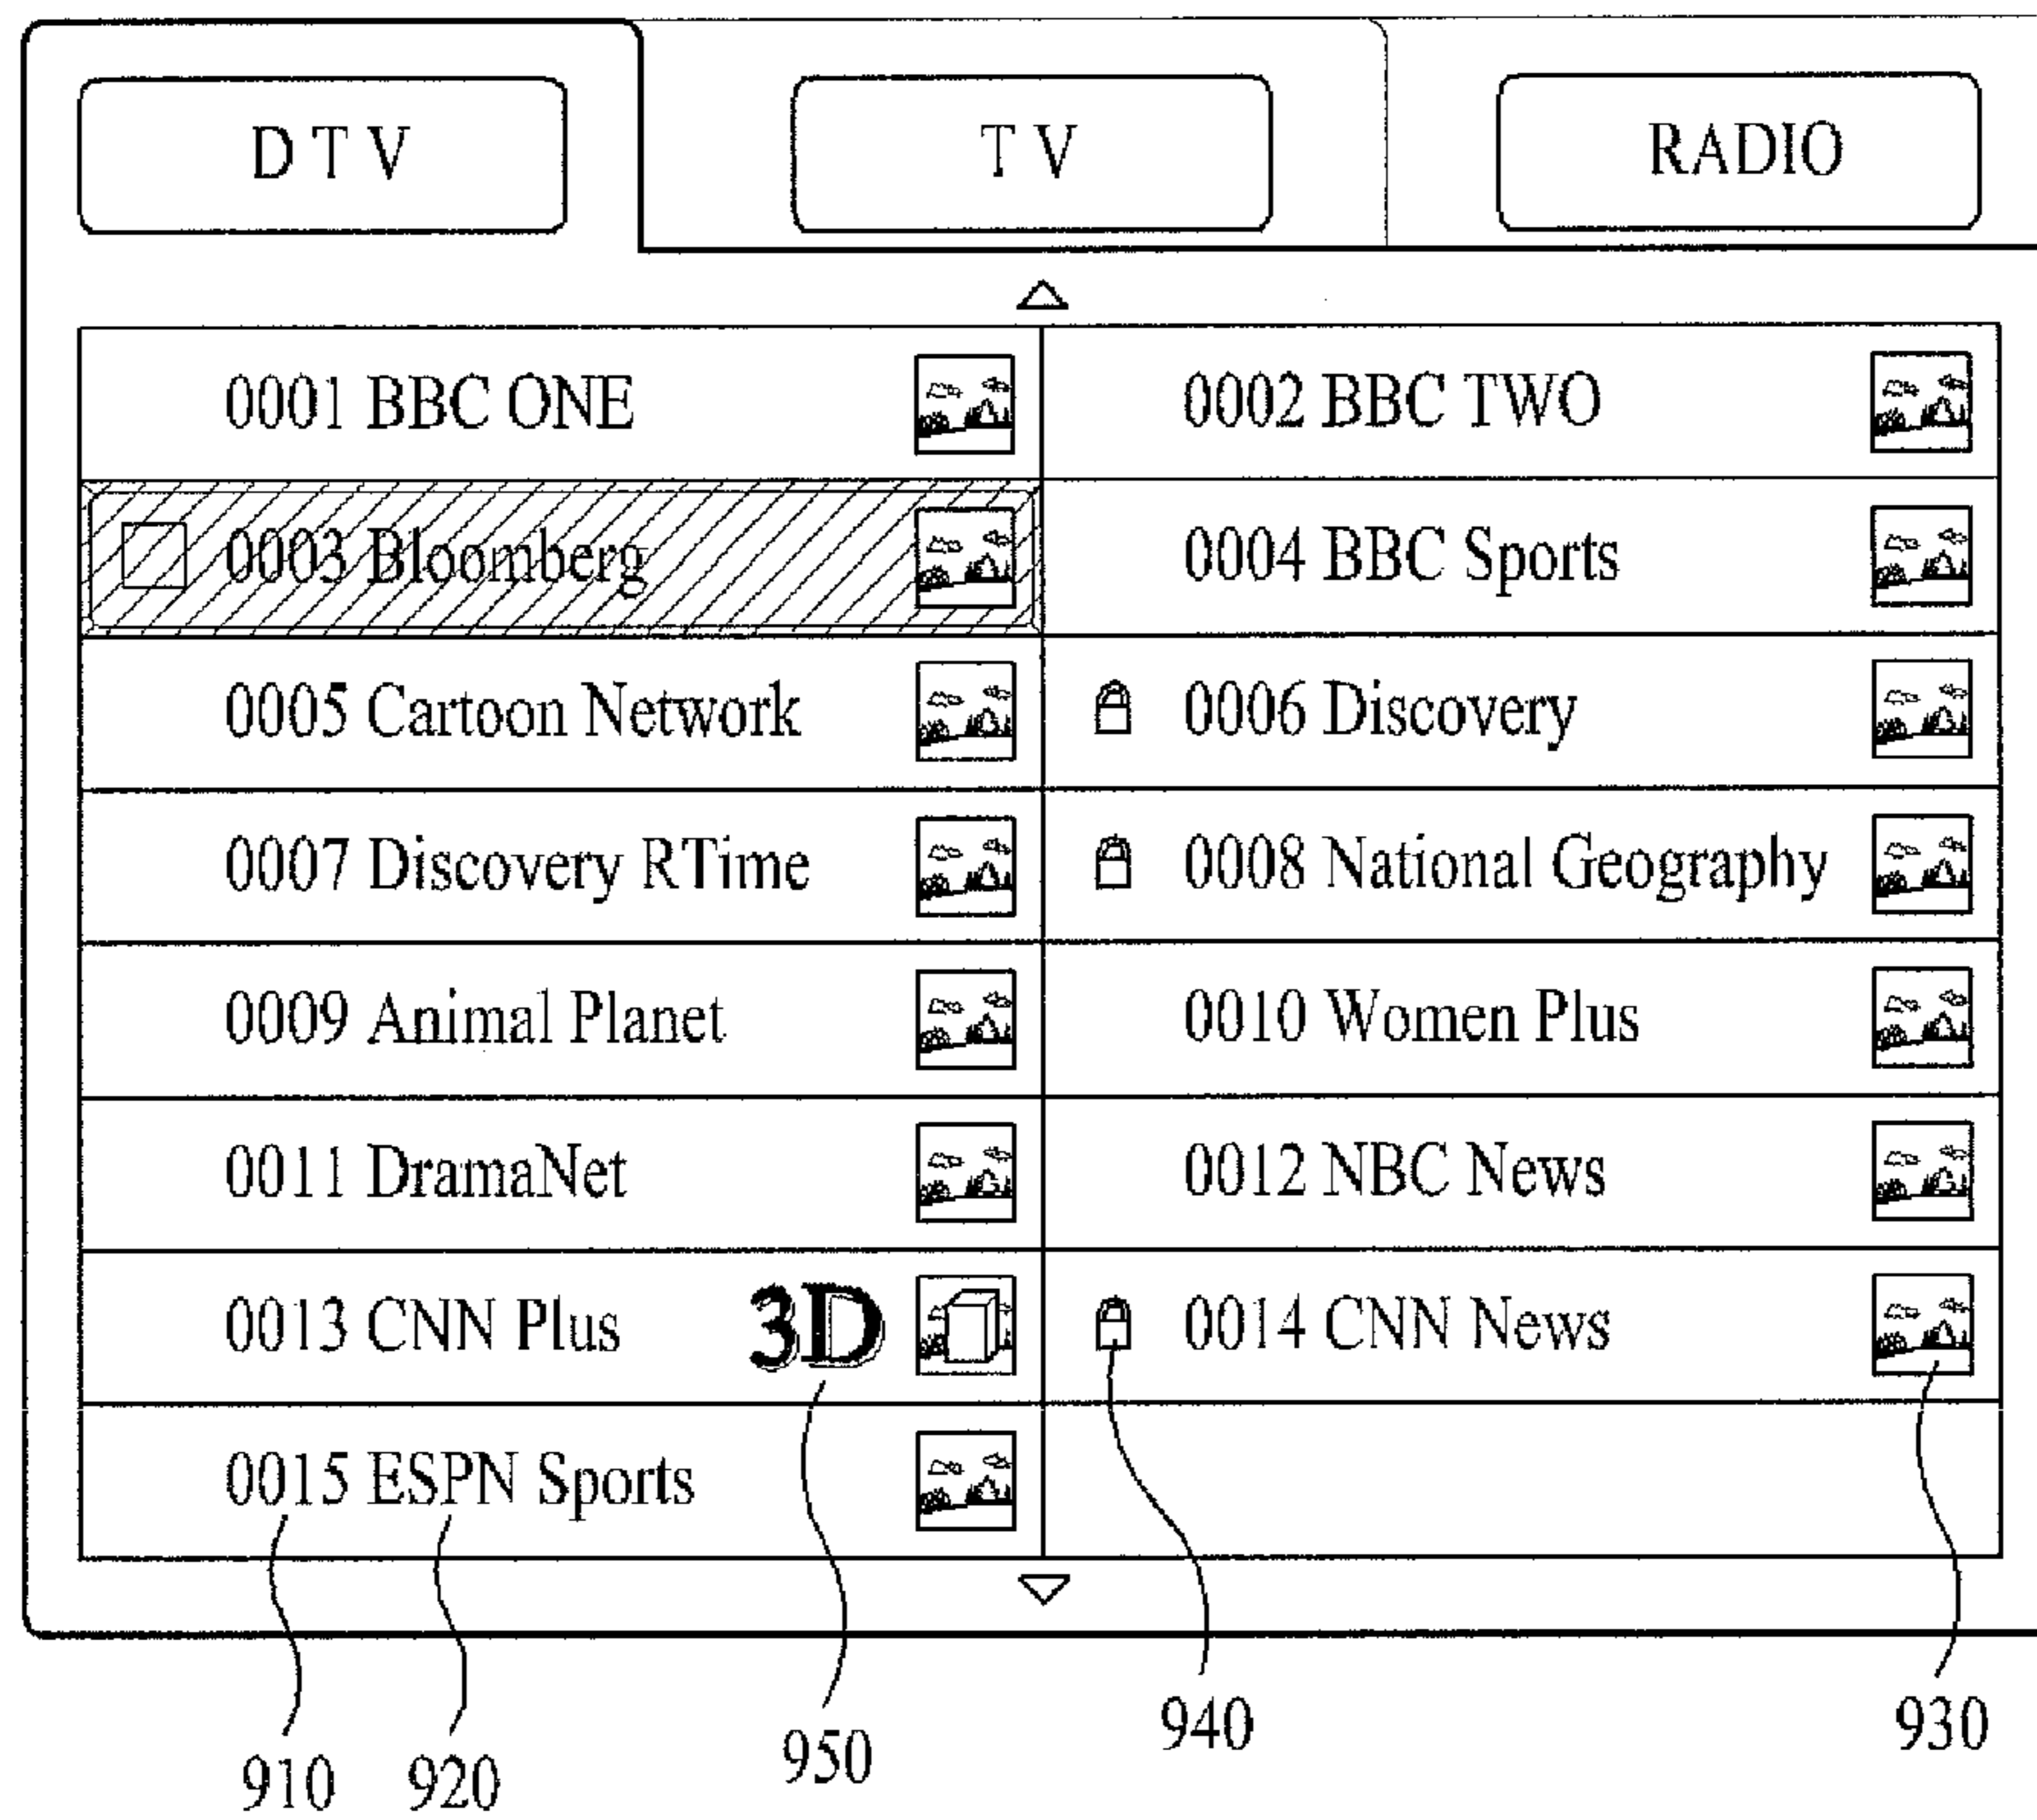 D T V T V RADIO
0001 BBC ONE 0002 BBC TWO
0003 Bloomberg 0004 BBC Sports
0005 Cartoon Network 0006 Discovery
0007 Discovery RTime 0008 National Geography
0009 Animal Planet 0010 Women Plus
0011 DramaNet 0012 NBC News
0013 CNN Plus 3D 0014 CNN News
0015 ESPN Sports
910 920 950 940 930